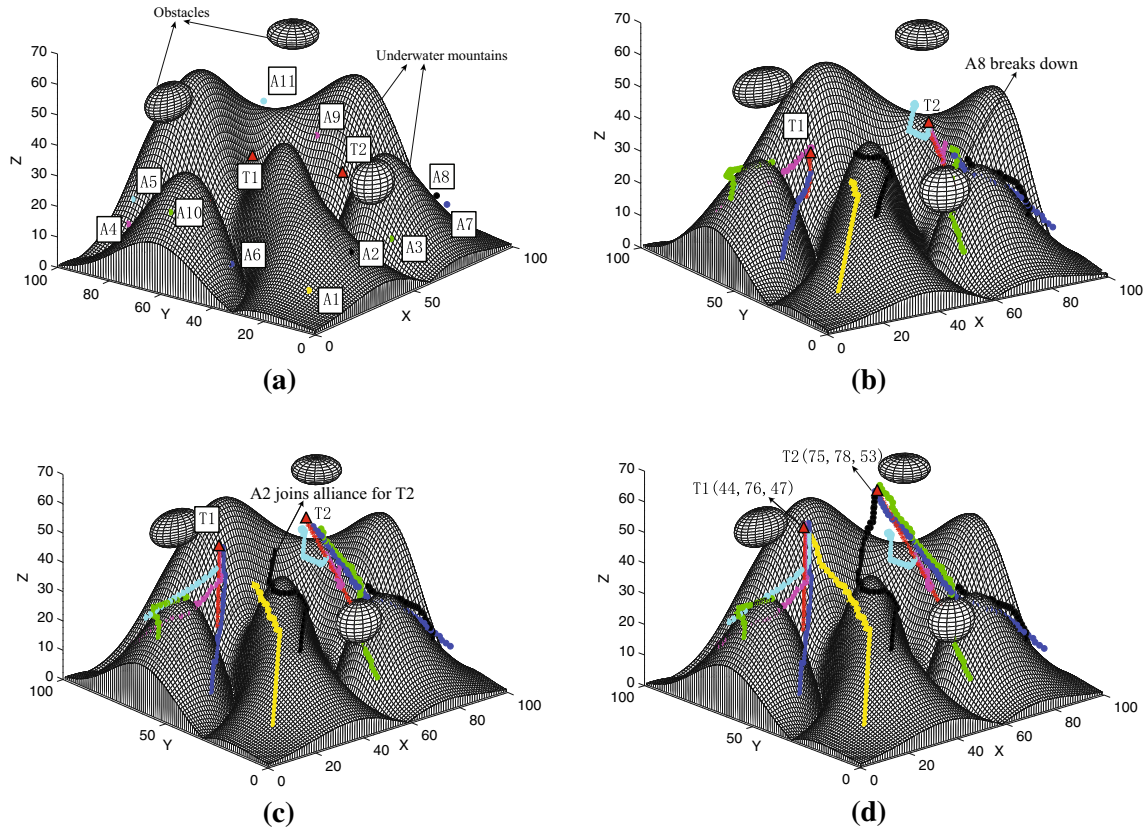 Obstacles
Underwater mountains
A11
A9
T2
T1
A8
A5
A10
A4
A7
A6
A2
A3
A1
Z
70
60
50
40
30
20
10
0
100
80
60
40
20
0
Y
0
50
100
X
(a)
A8 breaks down
T2
T1
Z
70
60
50
40
30
20
10
0
100
50
0
Y
0
20
40
60
80
100
X
(b)
A2 joins alliance for T2
T1
T2
Z
70
60
50
40
30
20
10
0
100
50
0
Y
0
20
40
60
80
100
X
(c)
T2(75, 78, 53)
T1(44, 76, 47)
Z
70
60
50
40
30
20
10
0
100
50
0
Y
0
20
40
60
80
100
X
(d)